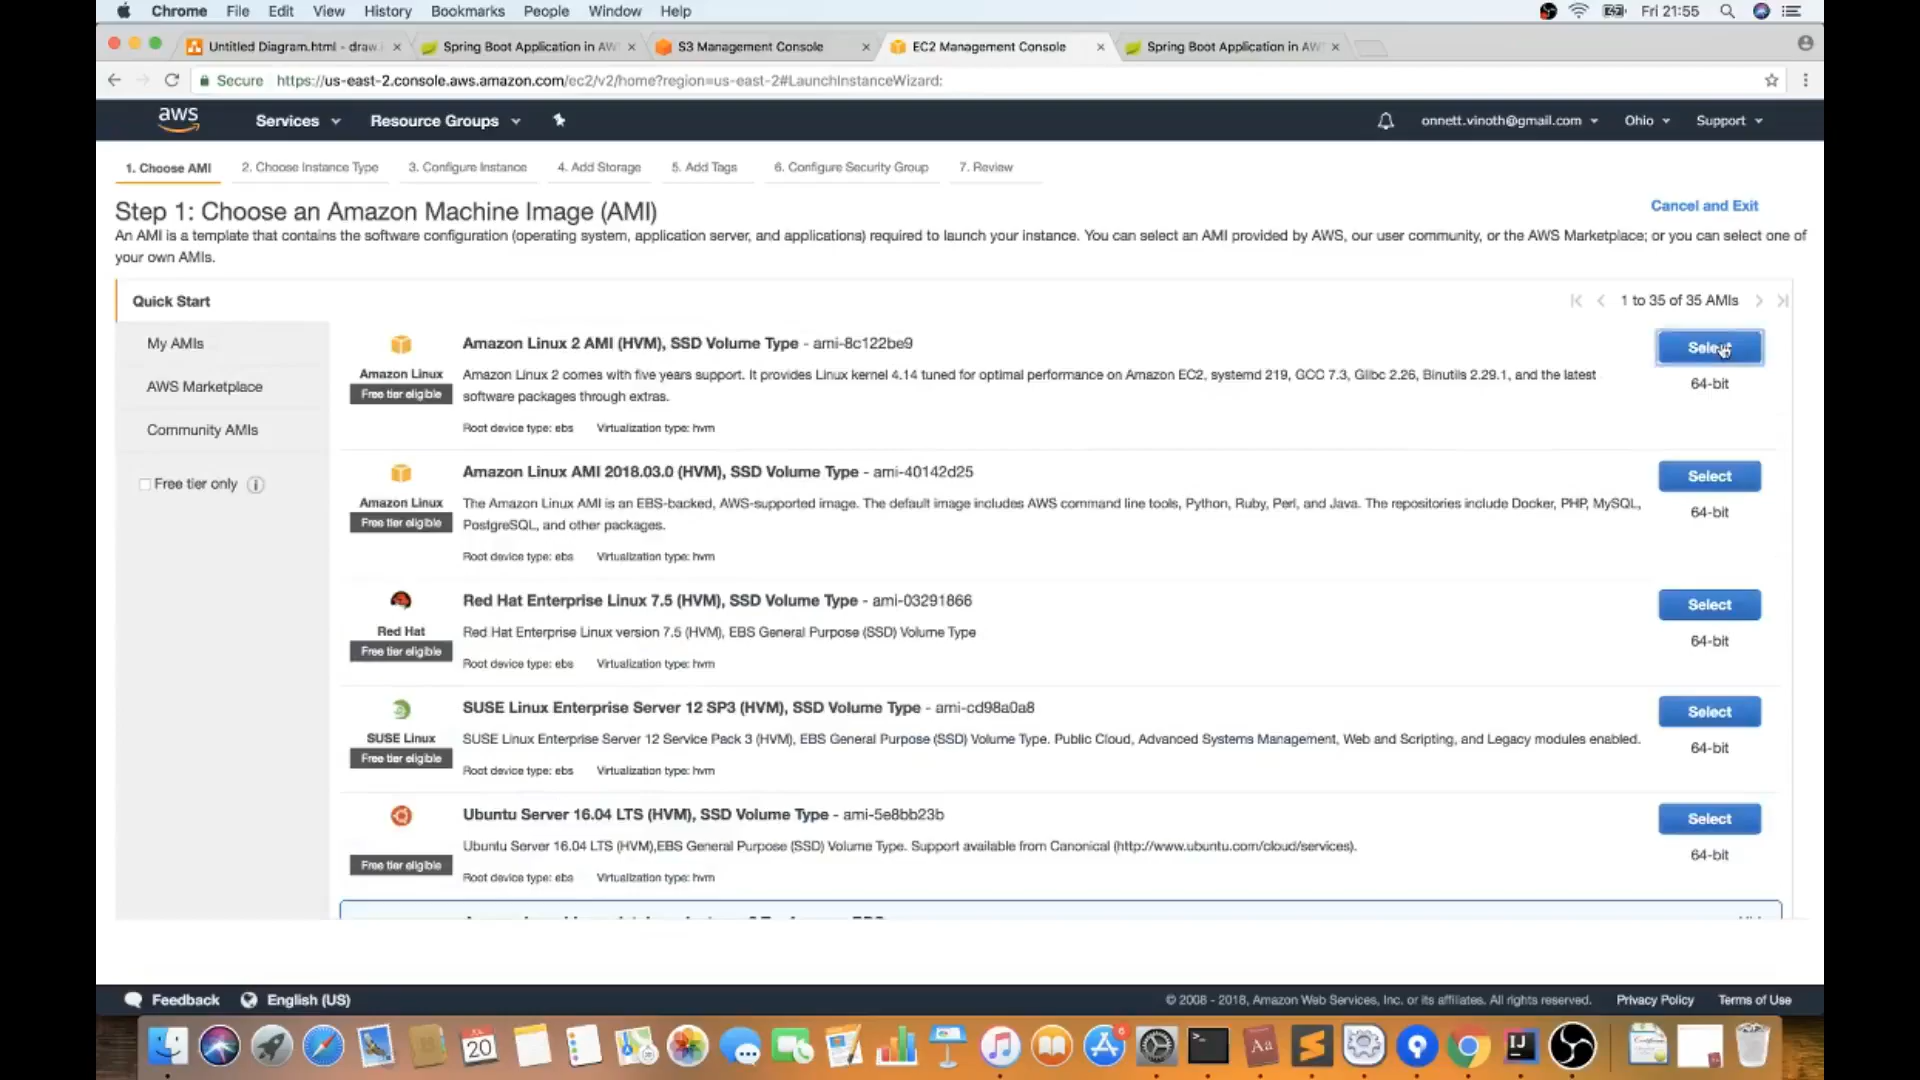 Chrome File Edit View History Bookmarks People Window Help Fri 21:55
Untitled Diagram.html - draw. Spring Boot Application in AW S3 Management Console EC2 Management Console Spring Boot Application in AW
Secure https://us-east-2.console.aws.amazon.com/ec2/v2/home?region=us-east-2#LaunchInstanceWizard:
aws Services Resource Groups onnett.vinoth@gmail.com Ohio Support
1. Choose AMI 2. Choose Instance Type 3. Configure Instance 4. Add Storage 5. Add Tags 6. Configure Security Group 7. Review
Step 1: Choose an Amazon Machine Image (AMI) Cancel and Exit
An AMI is a template that contains the software configuration (operating system, application server, and applications) required to launch your instance. You can select an AMI provided by AWS, our user community, or the AWS Marketplace; or you can select one of
your own AMIs.
Quick Start
1 to 35 of 35 AMIs
My AMIs
AWS Marketplace
Community AMIs
Free tier only
Amazon Linux
Free tier eligible
Amazon Linux 2 AMI (HVM), SSD Volume Type - ami-8c122be9
Amazon Linux 2 comes with five years support. It provides Linux kernel 4.14 tuned for optimal performance on Amazon EC2, systemd 219, GCC 7.3, Glibc 2.26, Binutils 2.29.1, and the latest
software packages through extras.
Root device type: ebs Virtualization type: hvm
Select
64-bit
Amazon Linux
Free tier eligible
Amazon Linux AMI 2018.03.0 (HVM), SSD Volume Type - ami-40142d25
The Amazon Linux AMI is an EBS-backed, AWS-supported image. The default image includes AWS command line tools, Python, Ruby, Perl, and Java. The repositories include Docker, PHP, MySQL,
PostgreSQL, and other packages.
Root device type: ebs Virtualization type: hvm
Select
64-bit
Red Hat
Free tier eligible
Red Hat Enterprise Linux 7.5 (HVM), SSD Volume Type - ami-03291866
Red Hat Enterprise Linux version 7.5 (HVM), EBS General Purpose (SSD) Volume Type
Root device type: ebs Virtualization type: hvm
Select
64-bit
SUSE Linux
Free tier eligible
SUSE Linux Enterprise Server 12 SP3 (HVM), SSD Volume Type - ami-cd98a0a8
SUSE Linux Enterprise Server 12 Service Pack 3 (HVM), EBS General Purpose (SSD) Volume Type. Public Cloud, Advanced Systems Management, Web and Scripting, and Legacy modules enabled.
Root device type: ebs Virtualization type: hvm
Select
64-bit
Free tier eligible
Ubuntu Server 16.04 LTS (HVM), SSD Volume Type - ami-5e8bb23b
Ubuntu Server 16.04 LTS (HVM),EBS General Purpose (SSD) Volume Type. Support available from Canonical (http://www.ubuntu.com/cloud/services).
Root device type: ebs Virtualization type: hvm
Select
64-bit
Feedback English (US) © 2008 - 2018, Amazon Web Services, Inc. or its affiliates. All rights reserved. Privacy Policy Terms of Use
20
Aa
IJ